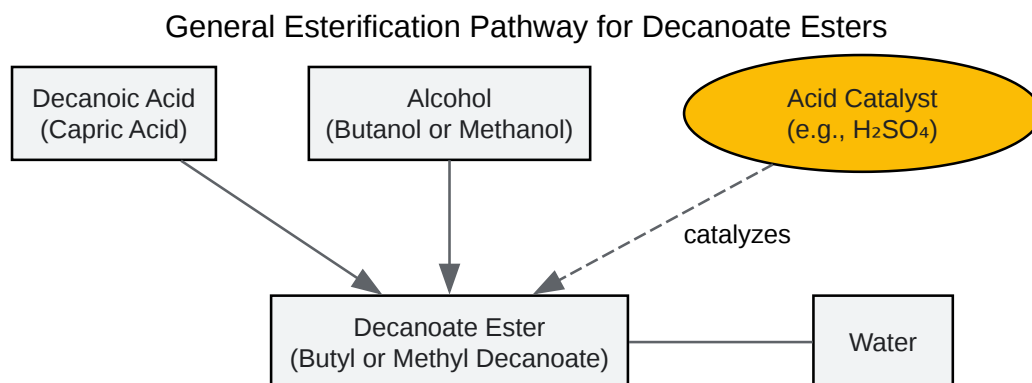 General Esterification Pathway for Decanoate Esters
Decanoic Acid
(Capric Acid)
Alcohol
(Butanol or Methanol)
Acid Catalyst
(e.g., H₂SO₄)
catalyzes
Decanoate Ester
(Butyl or Methyl Decanoate)
Water